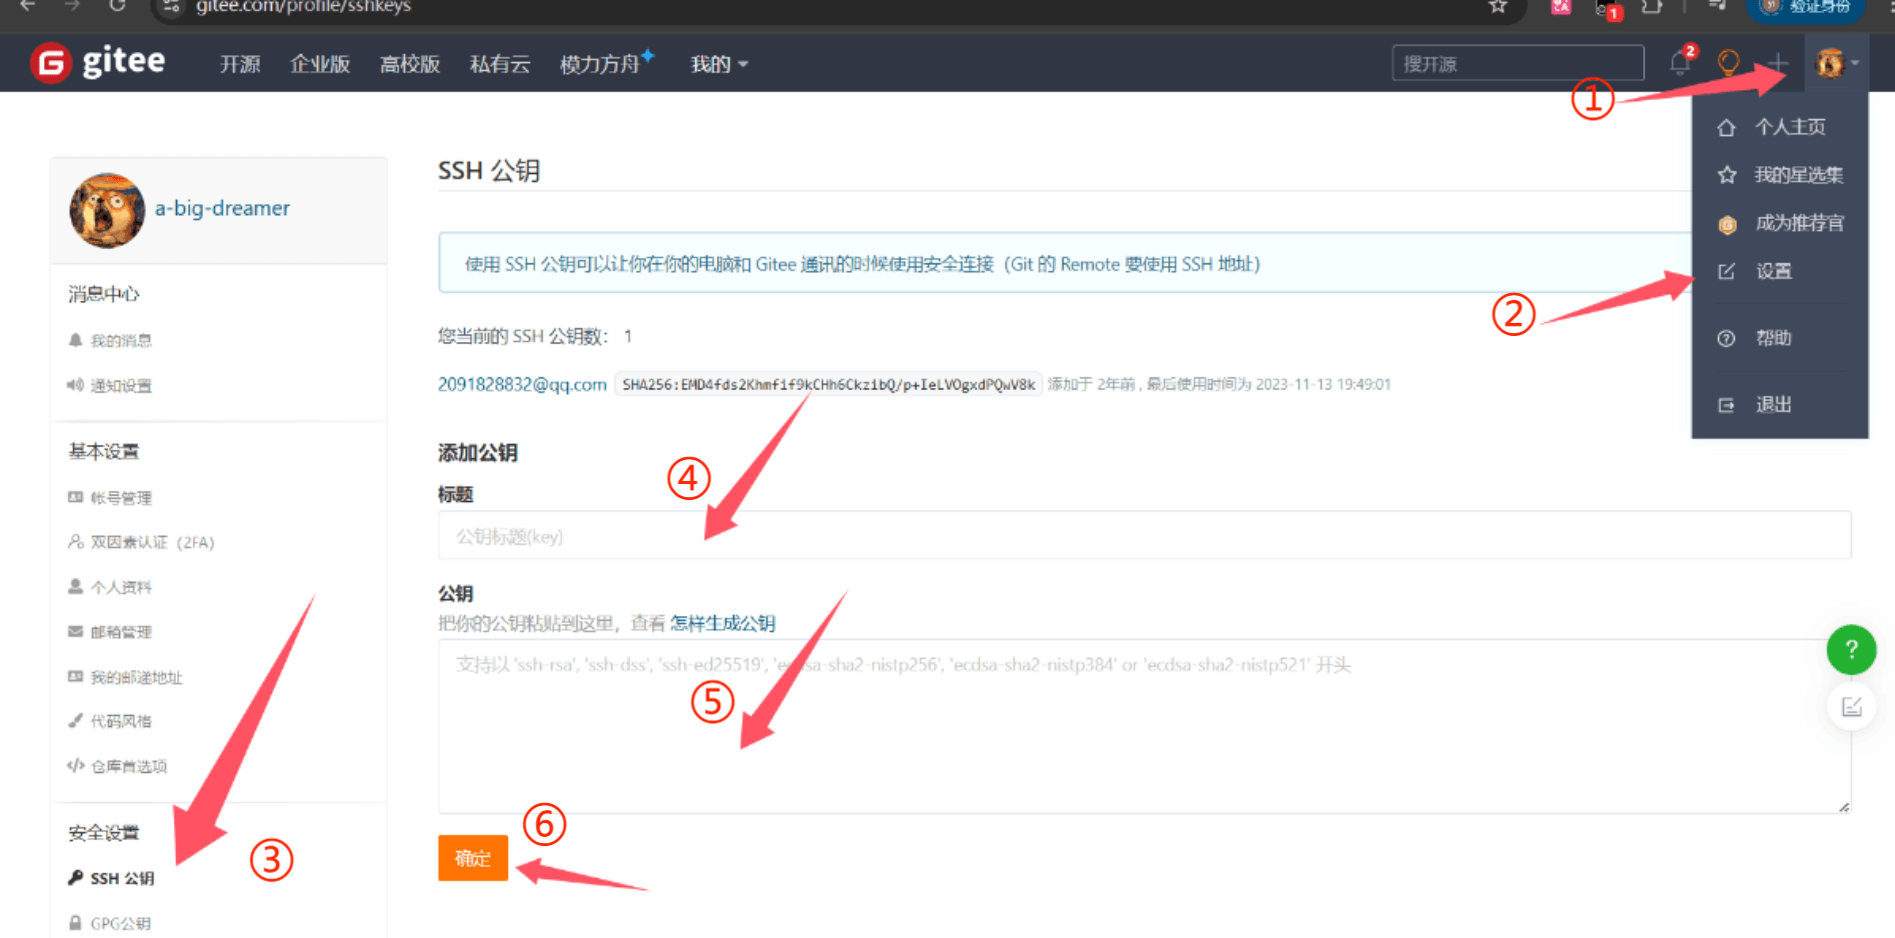 gitee.com/profile/sshkeys
1
验证身份
gitee
开源 企业版 高校版 私有云 模力方舟 我的
搜开源
2
①
个人主页
我的星选集
成为推荐官
设置
帮助
退出
②
a-big-dreamer
消息中心
我的消息
通知设置
基本设置
帐号管理
双因素认证（2FA）
个人资料
邮箱管理
我的邮递地址
代码风格
仓库首选项
安全设置
③
SSH 公钥
GPG公钥
SSH 公钥
使用 SSH 公钥可以让你在你的电脑和 Gitee 通讯的时候使用安全连接（Git 的 Remote 要使用 SSH 地址）
您当前的 SSH 公钥数： 1
2091828832@qq.com SHA256:EMD4fds2Khmfif9kCHh6CkzibQ/p+IeLVOgxdPQwV8k 添加于 2年前 , 最后使用时间为 2023-11-13 19:49:01
添加公钥
④
标题
公钥标题(key)
公钥
把你的公钥粘贴到这里，查看 怎样生成公钥
支持以 'ssh-rsa', 'ssh-dss', 'ssh-ed25519', 'ecdsa-sha2-nistp256', 'ecdsa-sha2-nistp384' or 'ecdsa-sha2-nistp521' 开头
⑤
⑥
确定
?